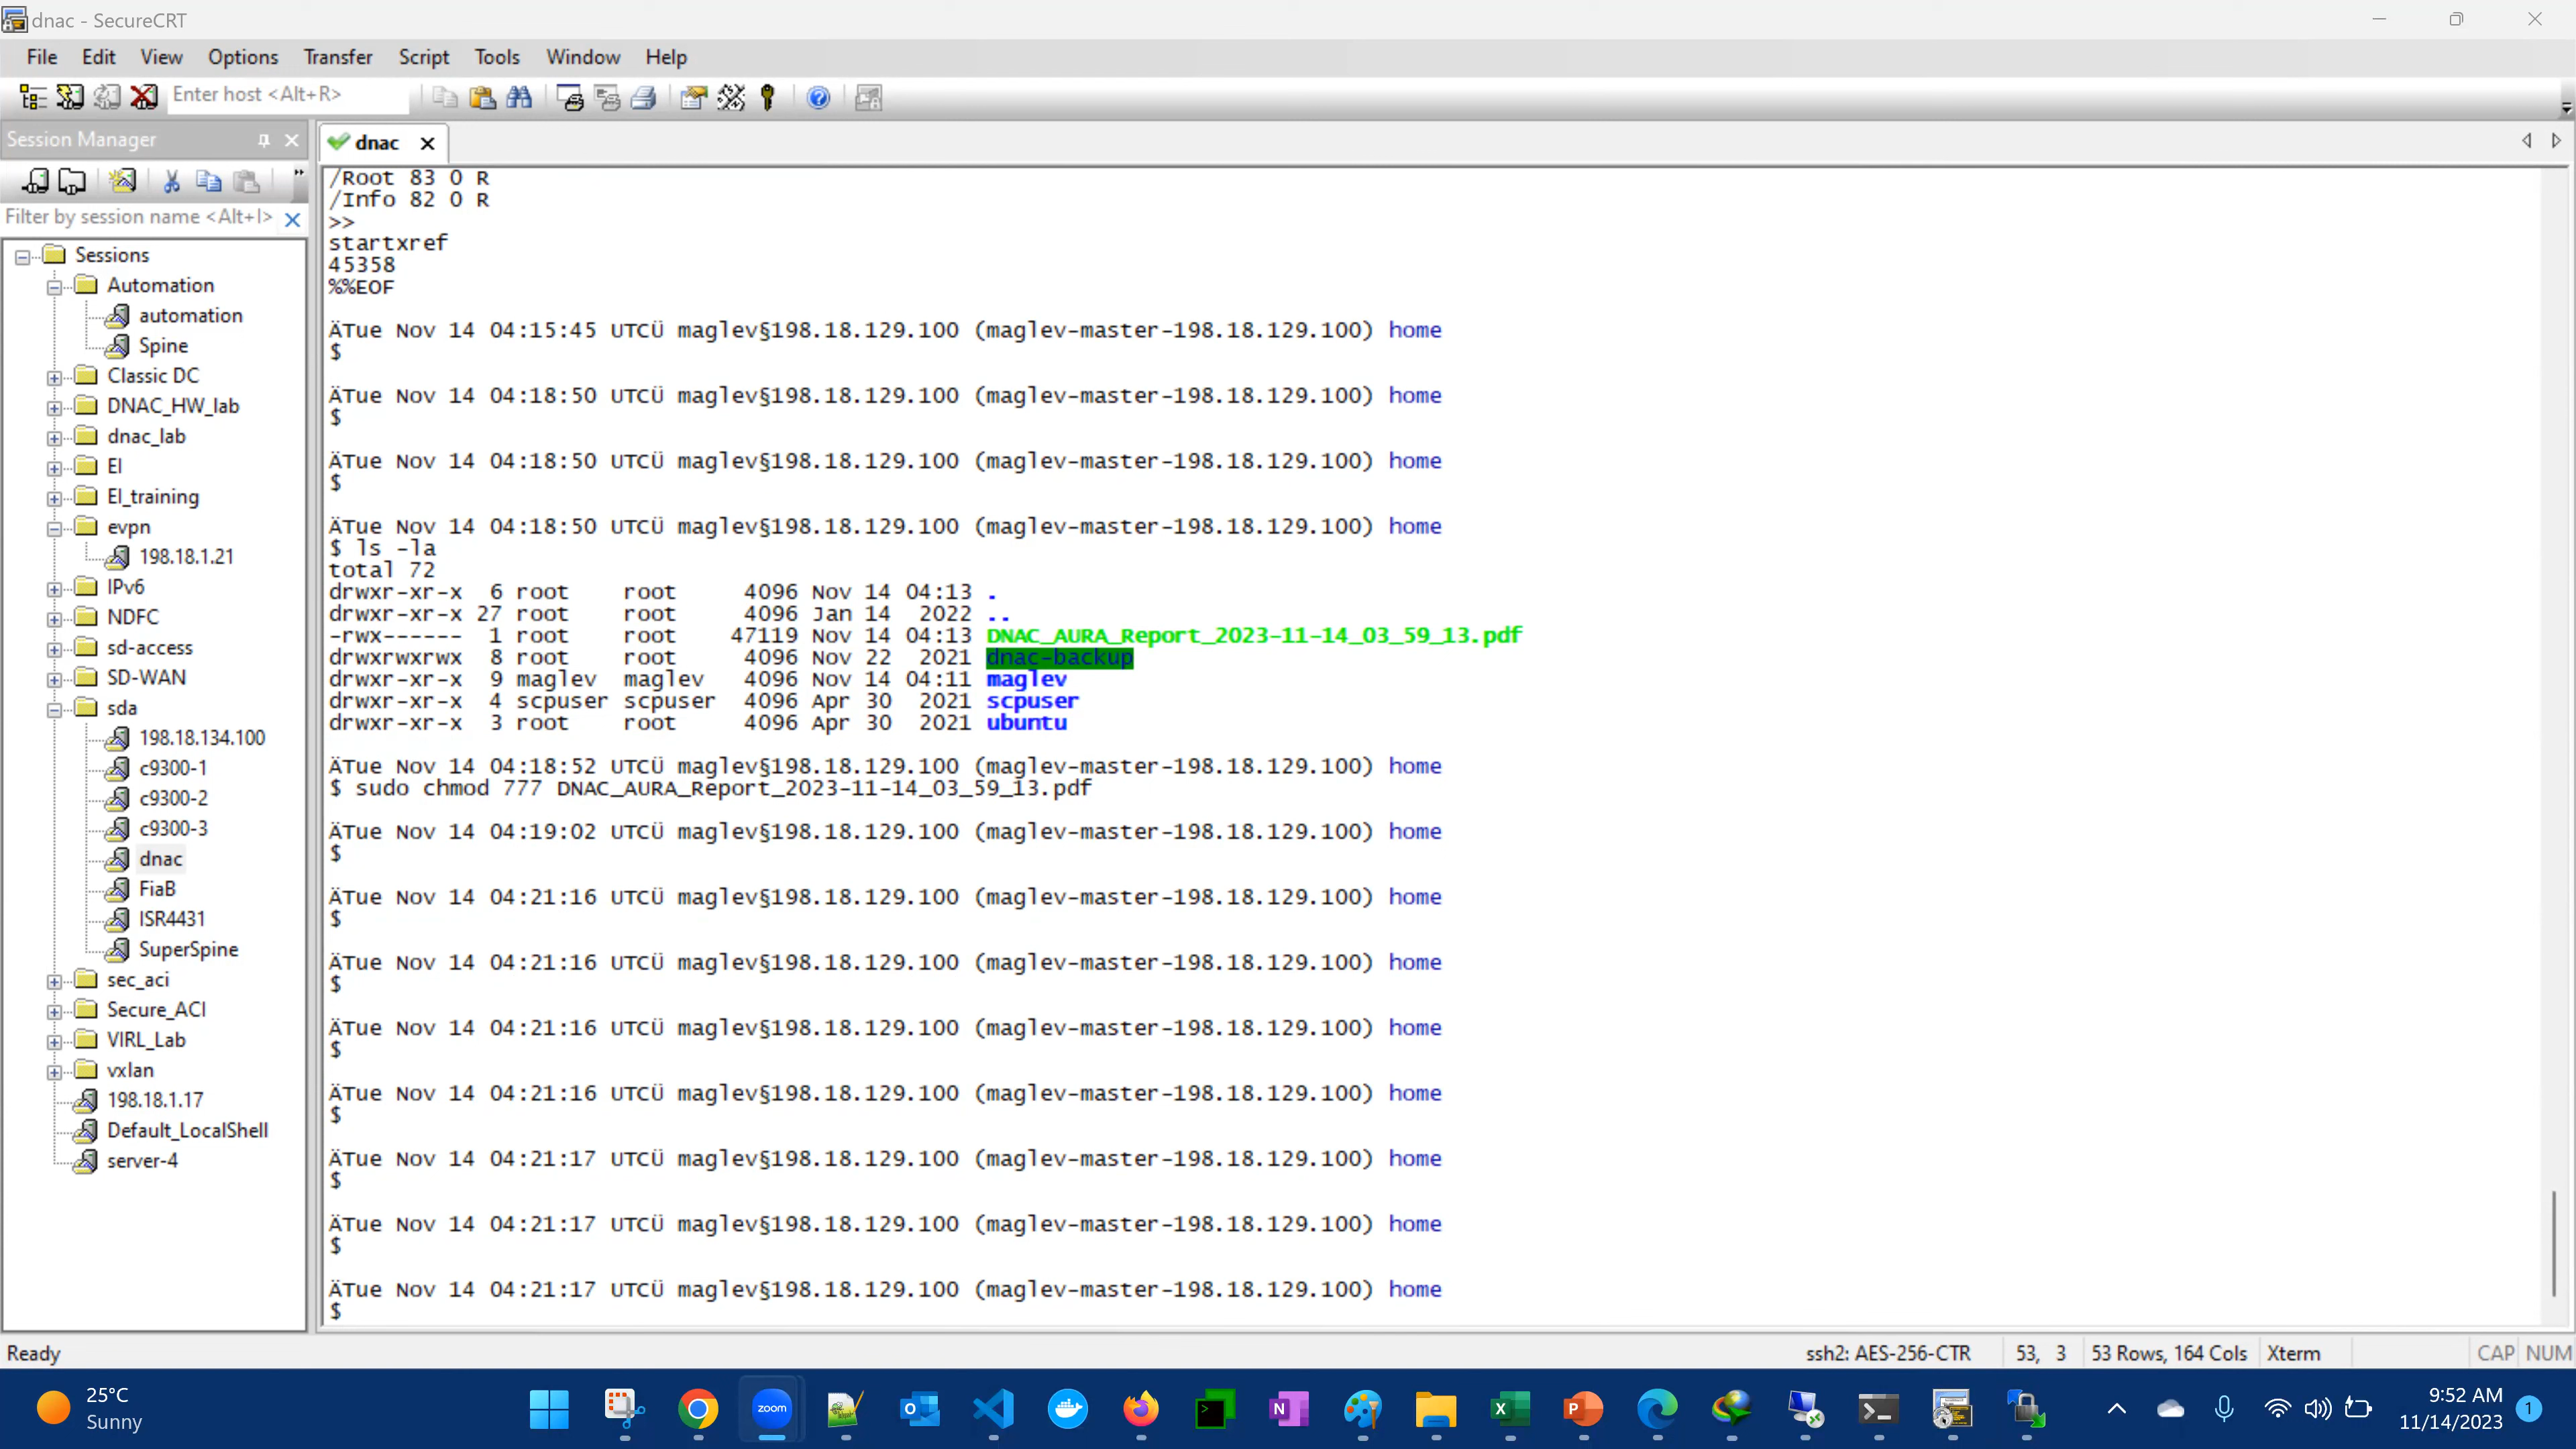 dnac - SecureCRT
File Edit View Options Transfer Script Tools Window Help
Enter host <Alt+R>
Session Manager
dnac
Filter by session name <Alt+I>
Sessions
Automation
automation
Spine
Classic DC
DNAC_HW_lab
dnac_lab
EI
EI_training
evpn
198.18.1.21
IPv6
NDFC
sd-access
SD-WAN
sda
198.18.134.100
c9300-1
c9300-2
c9300-3
dnac
FiaB
ISR4431
SuperSpine
sec_aci
Secure_ACI
VIRL_Lab
vxlan
198.18.1.17
Default_LocalShell
server-4
/Root 83 0 R
/Info 82 0 R
>>
startxref
45358
%%EOF
ÄTue Nov 14 04:15:45 UTCÜ maglev§198.18.129.100 (maglev-master-198.18.129.100) home
$
ÄTue Nov 14 04:18:50 UTCÜ maglev§198.18.129.100 (maglev-master-198.18.129.100) home
$
ÄTue Nov 14 04:18:50 UTCÜ maglev§198.18.129.100 (maglev-master-198.18.129.100) home
$
ÄTue Nov 14 04:18:50 UTCÜ maglev§198.18.129.100 (maglev-master-198.18.129.100) home
$ ls -la
total 72
drwxr-xr-x 6 root root 4096 Nov 14 04:13 .
drwxr-xr-x 27 root root 4096 Jan 14 2022 ..
-rwx------ 1 root root 47119 Nov 14 04:13 DNAC_AURA_Report_2023-11-14_03_59_13.pdf
drwxrwxrwx 8 root root 4096 Nov 22 2021 dnac-backup
drwxr-xr-x 9 maglev maglev 4096 Nov 14 04:11 maglev
drwxr-xr-x 4 scpuser scpuser 4096 Apr 30 2021 scpuser
drwxr-xr-x 3 root root 4096 Apr 30 2021 ubuntu
ÄTue Nov 14 04:18:52 UTCÜ maglev§198.18.129.100 (maglev-master-198.18.129.100) home
$ sudo chmod 777 DNAC_AURA_Report_2023-11-14_03_59_13.pdf
ÄTue Nov 14 04:19:02 UTCÜ maglev§198.18.129.100 (maglev-master-198.18.129.100) home
$
ÄTue Nov 14 04:21:16 UTCÜ maglev§198.18.129.100 (maglev-master-198.18.129.100) home
$
ÄTue Nov 14 04:21:16 UTCÜ maglev§198.18.129.100 (maglev-master-198.18.129.100) home
$
ÄTue Nov 14 04:21:16 UTCÜ maglev§198.18.129.100 (maglev-master-198.18.129.100) home
$
ÄTue Nov 14 04:21:16 UTCÜ maglev§198.18.129.100 (maglev-master-198.18.129.100) home
$
ÄTue Nov 14 04:21:17 UTCÜ maglev§198.18.129.100 (maglev-master-198.18.129.100) home
$
ÄTue Nov 14 04:21:17 UTCÜ maglev§198.18.129.100 (maglev-master-198.18.129.100) home
$
ÄTue Nov 14 04:21:17 UTCÜ maglev§198.18.129.100 (maglev-master-198.18.129.100) home
$
Ready ssh2: AES-256-CTR 53, 3 53 Rows, 164 Cols Xterm CAP NUM
25°C
Sunny
zoom
9:52 AM
11/14/2023
1